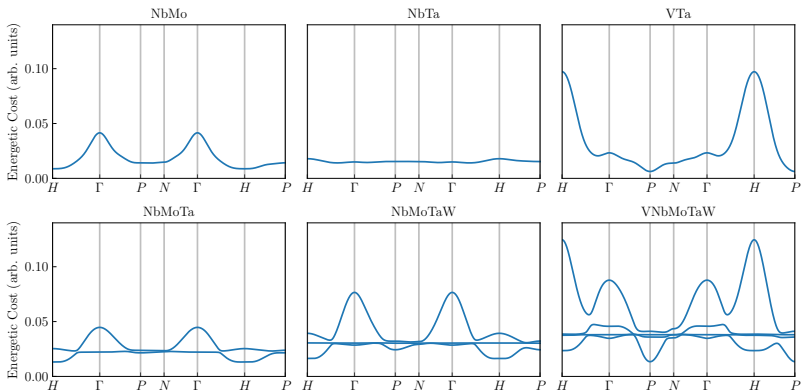 NbMo
NbTa
VTa
Energetic Cost (arb. units)
0.10
0.05
0.00
H Γ P N Γ H P
H Γ P N Γ H P
H Γ P N Γ H P
NbMoTa
NbMoTaW
VNbMoTaW
Energetic Cost (arb. units)
0.10
0.05
0.00
H Γ P N Γ H P
H Γ P N Γ H P
H Γ P N Γ H P